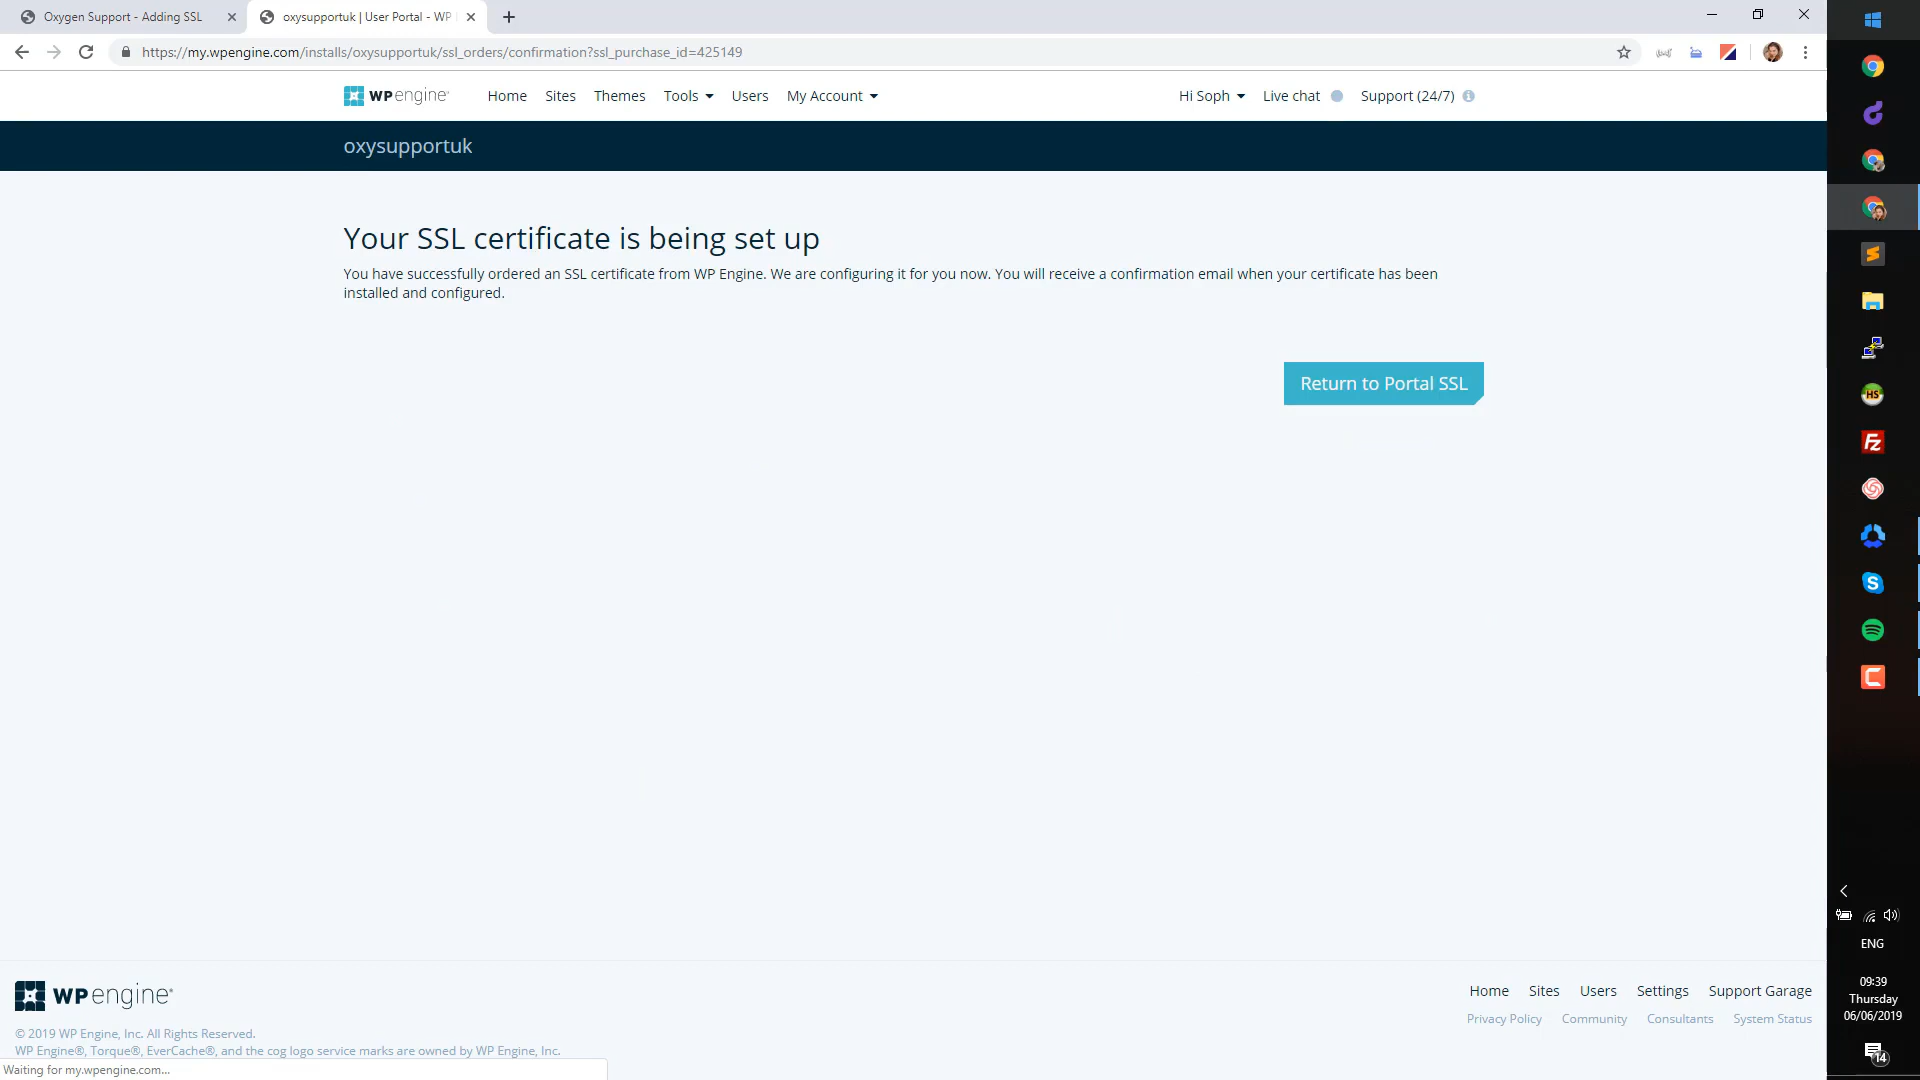 Oxygen Support - Adding SSL
oxysupportuk | User Portal - WP
https://my.wpengine.com/installs/oxysupportuk/ssl_orders/confirmation?ssl_purchase_id=425149
WP engine
Home
Sites
Themes
Tools
Users
My Account
Hi Soph
Live chat
Support (24/7)
oxysupportuk
Your SSL certificate is being set up
You have successfully ordered an SSL certificate from WP Engine. We are configuring it for you now. You will receive a confirmation email when your certificate has been
installed and configured.
Return to Portal SSL
HS
Fz
S
C
ENG
09:39
Thursday
06/06/2019
14
WP engine®
Home
Sites
Users
Settings
Support Garage
Privacy Policy
Community
Consultants
System Status
© 2019 WP Engine, Inc. All Rights Reserved.
WP Engine®, Torque®, EverCache®, and the cog logo service marks are owned by WP Engine, Inc.
Waiting for my.wpengine.com...